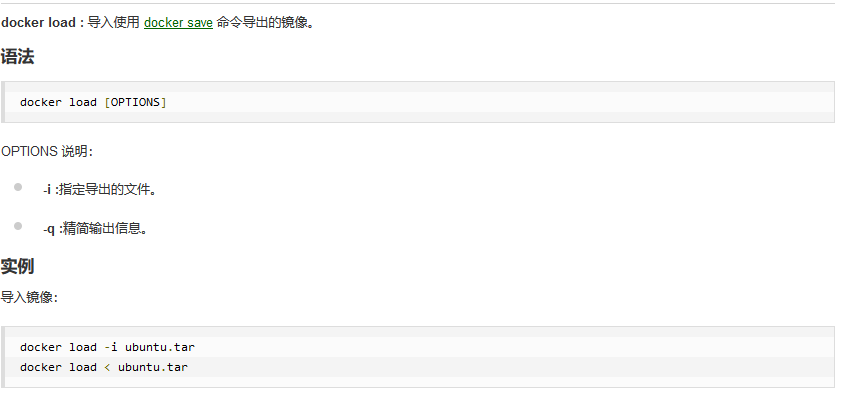 docker load : 导入使用 docker save 命令导出的镜像。
语法
docker load [OPTIONS]
OPTIONS 说明：
-i :指定导出的文件。
-q :精简输出信息。
实例
导入镜像：
docker load -i ubuntu.tar
docker load < ubuntu.tar